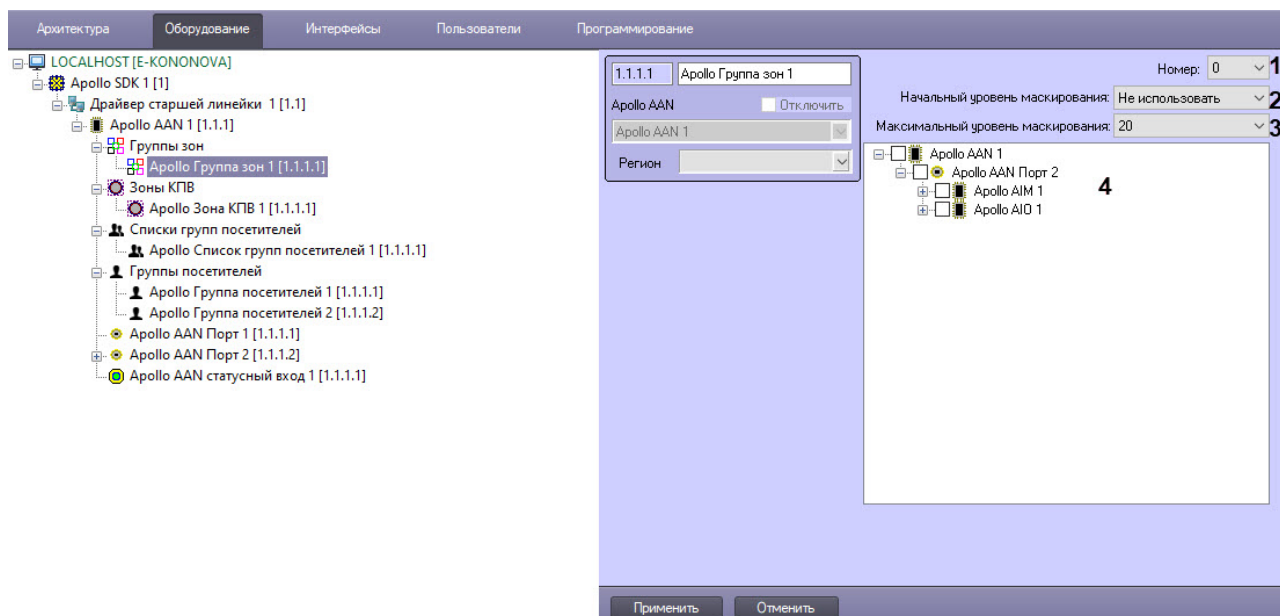 Архитектура
Оборудование
Интерфейсы
Пользователи
Программирование
LOCALHOST [E-KONONOVA]
Apollo SDK 1 [1]
Драйвер старшей линейки 1 [1.1]
Apollo AAN 1 [1.1.1]
Группы зон
Apollo Группа зон 1 [1.1.1.1]
Зоны КПВ
Apollo Зона КПВ 1 [1.1.1.1]
Списки групп посетителей
Apollo Список групп посетителей 1 [1.1.1.1]
Группы посетителей
Apollo Группа посетителей 1 [1.1.1.1]
Apollo Группа посетителей 2 [1.1.1.2]
Apollo AAN Порт 1 [1.1.1.1]
Apollo AAN Порт 2 [1.1.1.2]
Apollo AAN статусный вход 1 [1.1.1.1]
1.1.1.1 Apollo Группа зон 1
Apollo AAN Отключить
Apollo AAN 1
Регион
Номер: 0 1
Начальный уровень маскирования: Не использовать 2
Максимальный уровень маскирования: 20 3
Apollo AAN 1
Apollo AAN Порт 2
Apollo AIM 1
4
Apollo AIO 1
Применить
Отменить